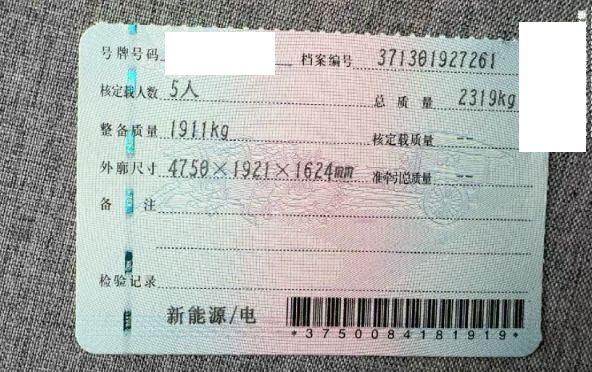 号牌号码 档案编号 371301927261
核定载人数 5人 总质量 2319kg
整备质量 1911kg 核定载质量 --
外廓尺寸 4750×1921×1624mm 准牵引总质量 --
备注
检验记录
新能源/电
*3750084181919*